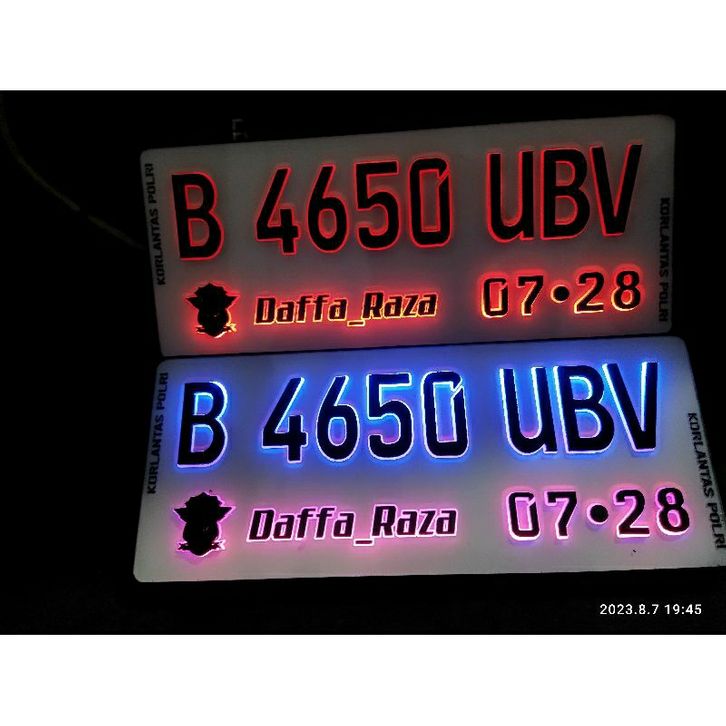 B 4650 UBV
KORLANTAS POLRI
KORLANTAS POLRI
Daffa_Raza 07•28
B 4650 UBV
KORLANTAS POLRI
KORLANTAS POLRI
Daffa_Raza 07•28
2023.8.7 19:45